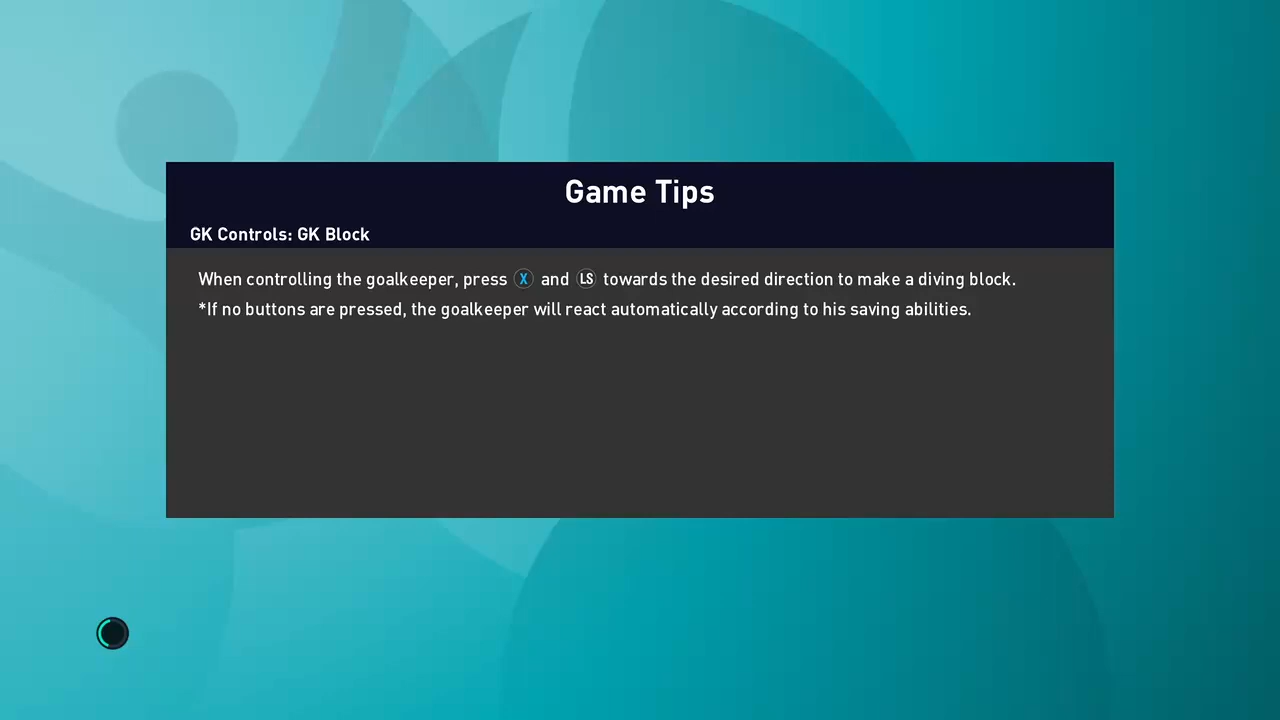 Game Tips
GK Controls: GK Block
When controlling the goalkeeper, press X and LS towards the desired direction to make a diving block.
*If no buttons are pressed, the goalkeeper will react automatically according to his saving abilities.